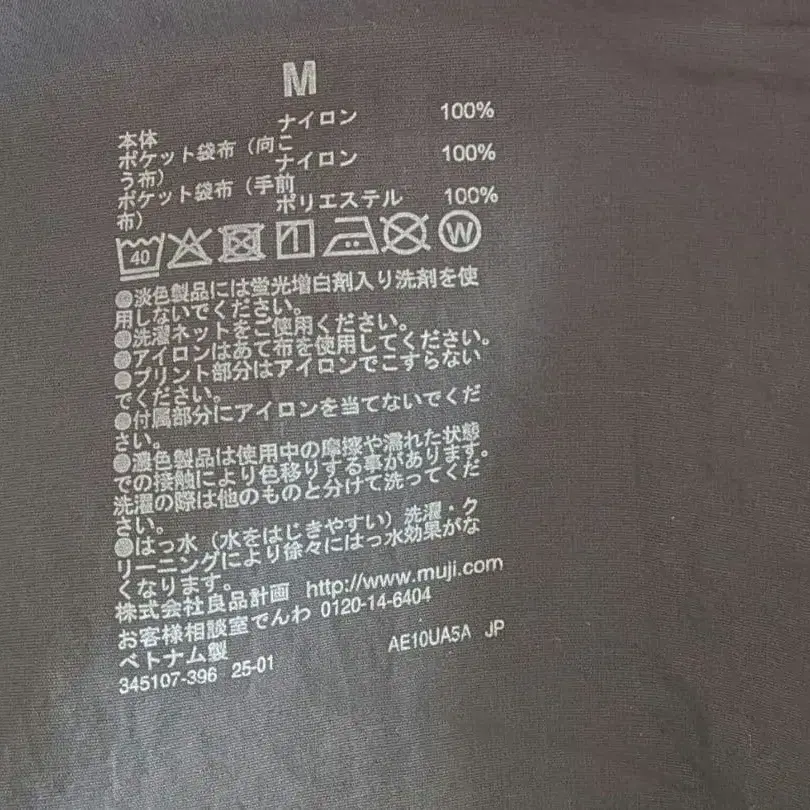 M
本体 ナイロン 100%
ポケット袋布（向こ
う布） ナイロン 100%
ポケット袋布（手前
布） ポリエステル 100%
40 W
●淡色製品には蛍光増白剤入り洗剤を使
用しないでください。
●洗濯ネットをご使用ください。
●アイロンはあて布を使用してください。
●プリント部分はアイロンでこすらない
でください。
●付属部分にアイロンを当てないでくだ
さい。
●濃色製品は使用中の摩擦や濡れた状態
での接触により色移りする事があります。
洗濯の際は他のものと分けて洗ってくだ
さい。
●はっ水（水をはじきやすい）洗濯・ク
リーニングにより徐々にはっ水効果がな
くなります。
株式会社良品計画 http://www.muji.com
お客様相談室でんわ 0120-14-6404
ベトナム製 AE10UA5A JP
345107-396 25-01